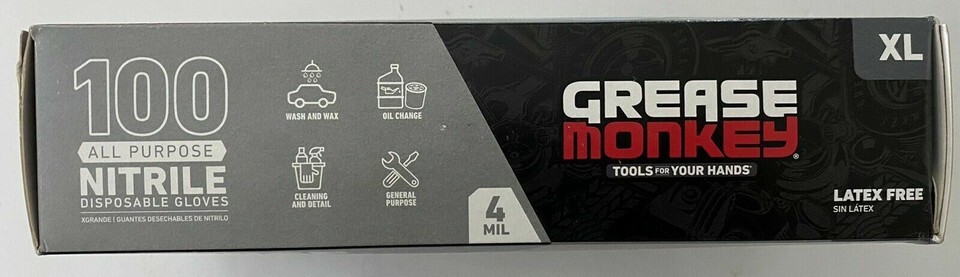 100
ALL PURPOSE
NITRILE
DISPOSABLE GLOVES
XGRANDE | GUANTES DESECHABLES DE NITRILO
WASH AND WAX
OIL CHANGE
CLEANING
AND DETAIL
GENERAL
PURPOSE
4
MIL
GREASE
MONKEY®
TOOLS FOR YOUR HANDS
XL
LATEX FREE
SIN LÁTEX